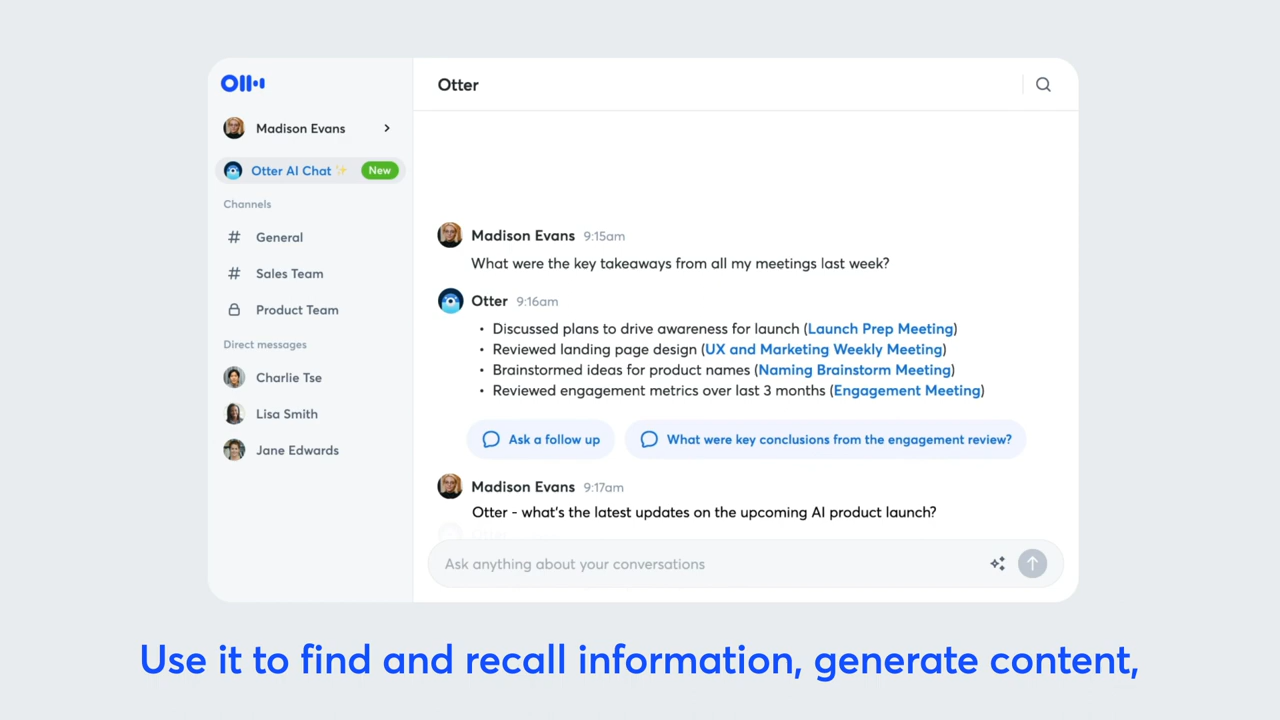 Otter
Madison Evans
Otter AI Chat New
Channels
# General
# Sales Team
Product Team
Direct messages
Charlie Tse
Lisa Smith
Jane Edwards
Otter
Madison Evans 9:15am
What were the key takeaways from all my meetings last week?
Otter 9:16am
• Discussed plans to drive awareness for launch (Launch Prep Meeting)
• Reviewed landing page design (UX and Marketing Weekly Meeting)
• Brainstormed ideas for product names (Naming Brainstorm Meeting)
• Reviewed engagement metrics over last 3 months (Engagement Meeting)
Ask a follow up
What were key conclusions from the engagement review?
Madison Evans 9:17am
Otter - what's the latest updates on the upcoming AI product launch?
Otter
Ask anything about your conversations
Use it to find and recall information, generate content,